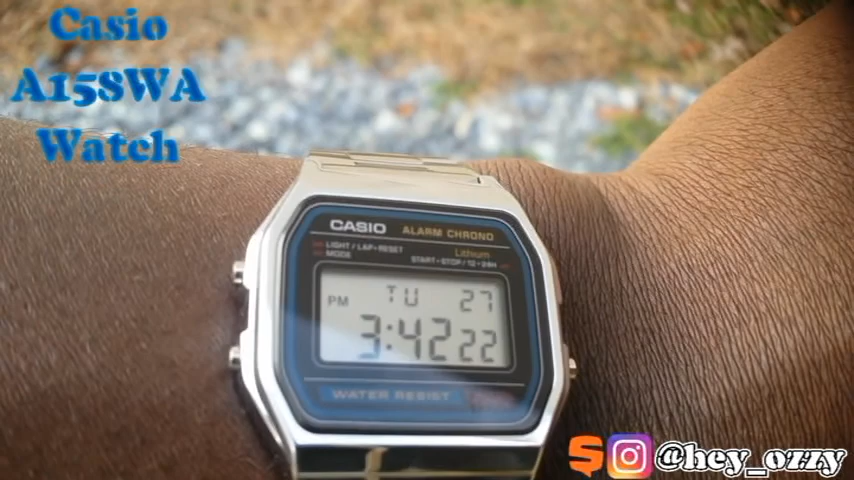 Casio
A158WA
Watch
CASIO
ALARM CHRONO
LIGHT / LAP•RESET
MODE
Lithium
START•STOP / 12•24H
PM TU 27
3:42 22
WATER RESIST
@hey_ozzy